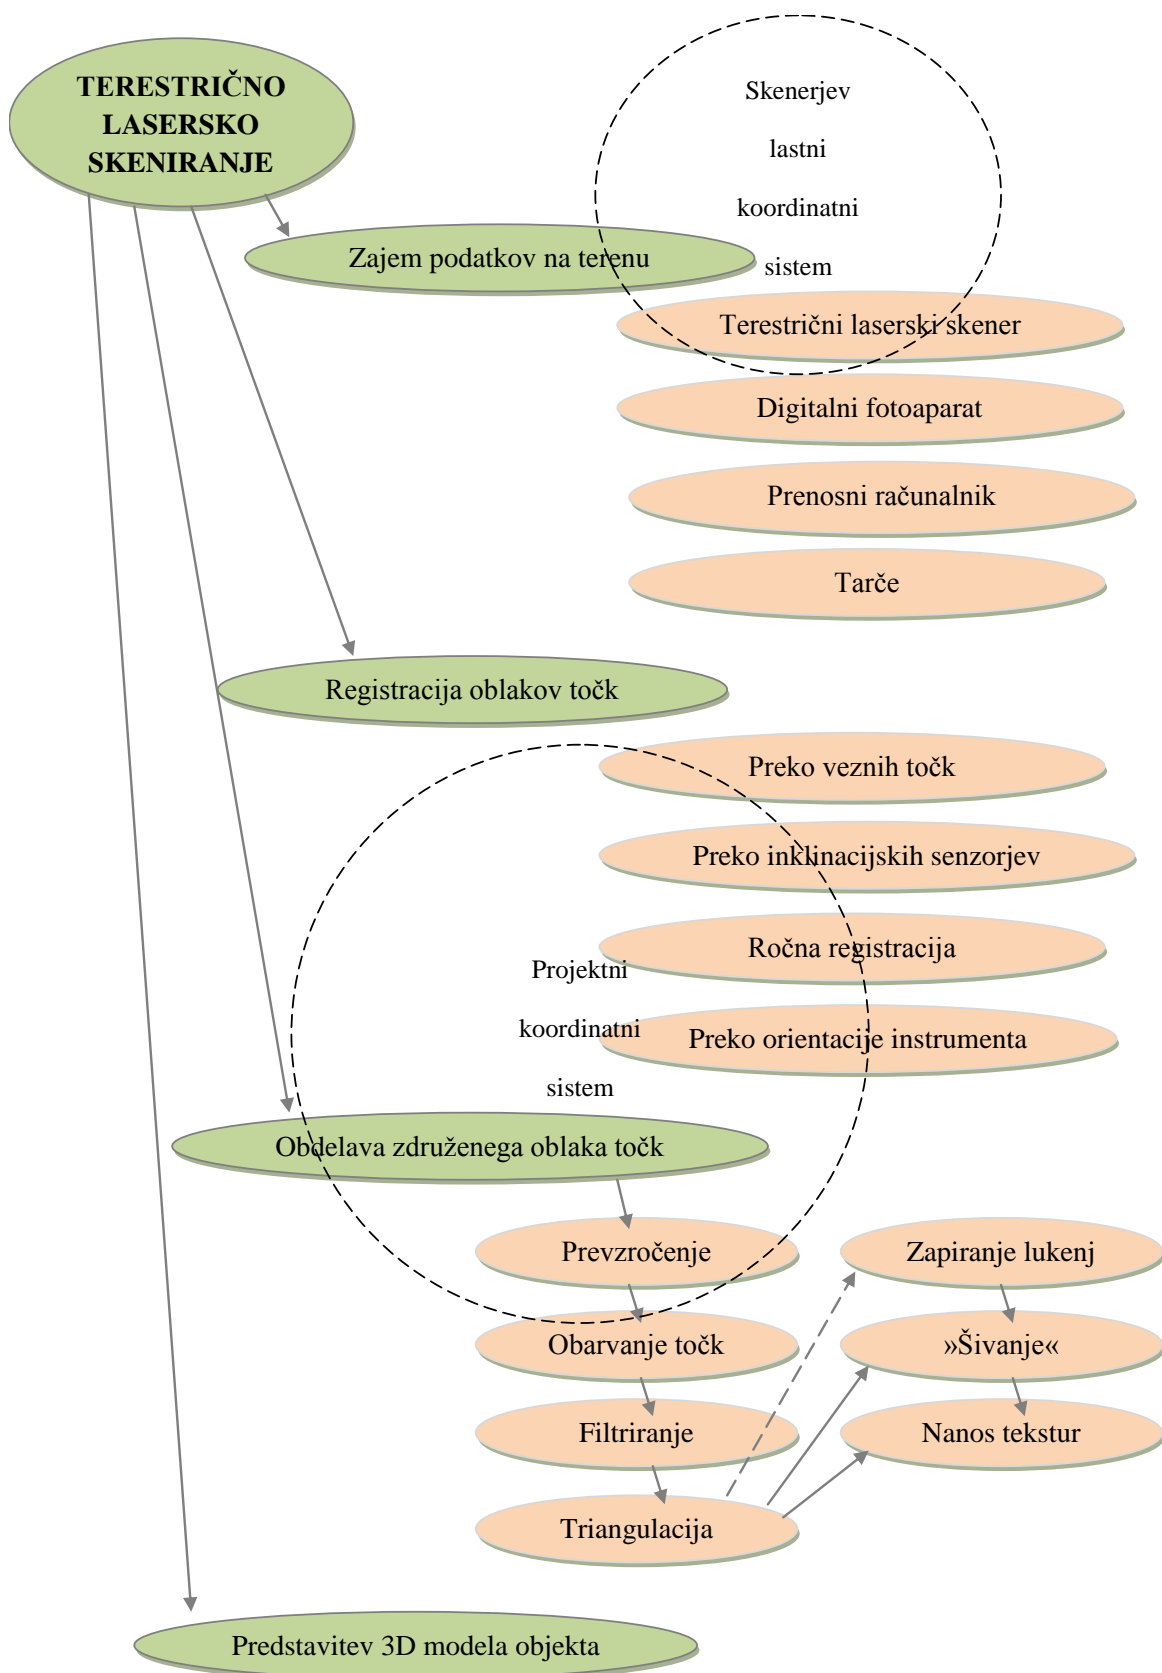 TERESTRIČNO
LASERSKO
SKENIRANJE
Skenerjev
lastni
koordinatni
sistem
Zajem podatkov na terenu
Terestrični laserski skener
Digitalni fotoaparat
Prenosni računalnik
Tarče
Registracija oblakov točk
Preko veznih točk
Preko inklinacijskih senzorjev
Ročna registracija
Preko orientacije instrumenta
Projektni
koordinatni
sistem
Obdelava združenega oblaka točk
Prevzročenje
Obarvanje točk
Filtriranje
Triangulacija
Zapiranje lukenj
»Šivanje«
Nanos tekstur
Predstavitev 3D modela objekta